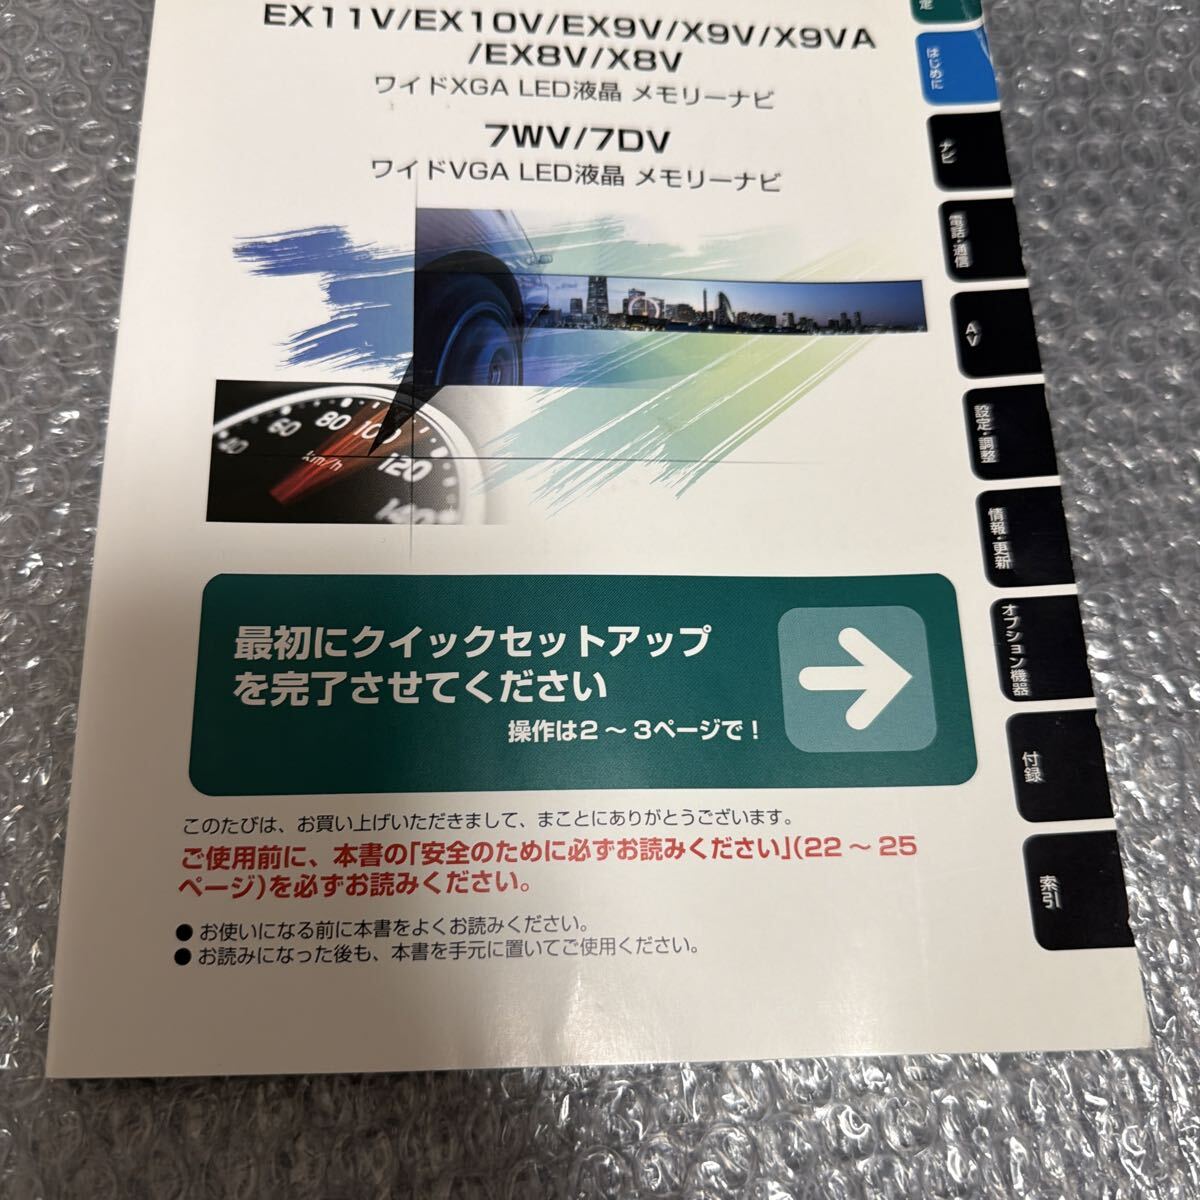 EX11V/EX10V/EX9V/X9V/X9VA
/EX8V/X8V
ワイドXGA LED液晶 メモリーナビ
7WV/7DV
ワイドVGA LED液晶 メモリーナビ
40 60 80 100 120 140
km/h
最初にクイックセットアップ
を完了させてください
操作は2～3ページで!
このたびは、お買い上げいただきまして、まことにありがとうございます。
ご使用前に、本書の「安全のために必ずお読みください」(22～25
ページ)を必ずお読みください。
● お使いになる前に本書をよくお読みください。
● お読みになった後も、本書を手元に置いてご使用ください。
定
はじめに
ナビ
電話・通信
AV
設定・調整
情報・更新
オプション機器
付録
索引